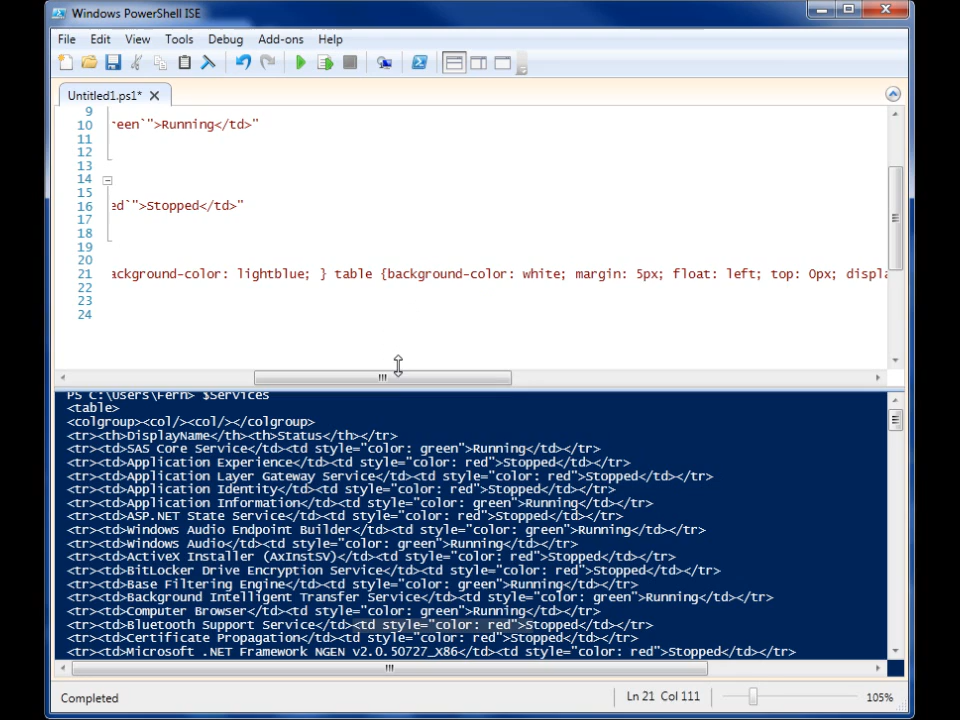 Windows PowerShell ISE
File Edit View Tools Debug Add-ons Help
Untitled1.ps1* X
9
10 reen`">Running</td>"
11
12
13
14
15
16 ed`">Stopped</td>"
17
18
19
20
21 ackground-color: lightblue; } table {background-color: white; margin: 5px; float: left; top: 0px; displa
22
23
24
PS C:\Users\Fern> $Services
<table>
<colgroup><col/><col/></colgroup>
<tr><th>DisplayName</th><th>Status</th></tr>
<tr><td>SAS Core Service</td><td style="color: green">Running</td></tr>
<tr><td>Application Experience</td><td style="color: red">Stopped</td></tr>
<tr><td>Application Layer Gateway Service</td><td style="color: red">Stopped</td></tr>
<tr><td>Application Identity</td><td style="color: red">Stopped</td></tr>
<tr><td>Application Information</td><td style="color: green">Running</td></tr>
<tr><td>ASP.NET State Service</td><td style="color: red">Stopped</td></tr>
<tr><td>Windows Audio Endpoint Builder</td><td style="color: green">Running</td></tr>
<tr><td>Windows Audio</td><td style="color: green">Running</td></tr>
<tr><td>ActiveX Installer (AxInstSV)</td><td style="color: red">Stopped</td></tr>
<tr><td>BitLocker Drive Encryption Service</td><td style="color: red">Stopped</td></tr>
<tr><td>Base Filtering Engine</td><td style="color: green">Running</td></tr>
<tr><td>Background Intelligent Transfer Service</td><td style="color: green">Running</td></tr>
<tr><td>Computer Browser</td><td style="color: green">Running</td></tr>
<tr><td>Bluetooth Support Service</td><td style="color: red">Stopped</td></tr>
<tr><td>Certificate Propagation</td><td style="color: red">Stopped</td></tr>
<tr><td>Microsoft .NET Framework NGEN v2.0.50727_X86</td><td style="color: red">Stopped</td></tr>
Completed Ln 21 Col 111 105%